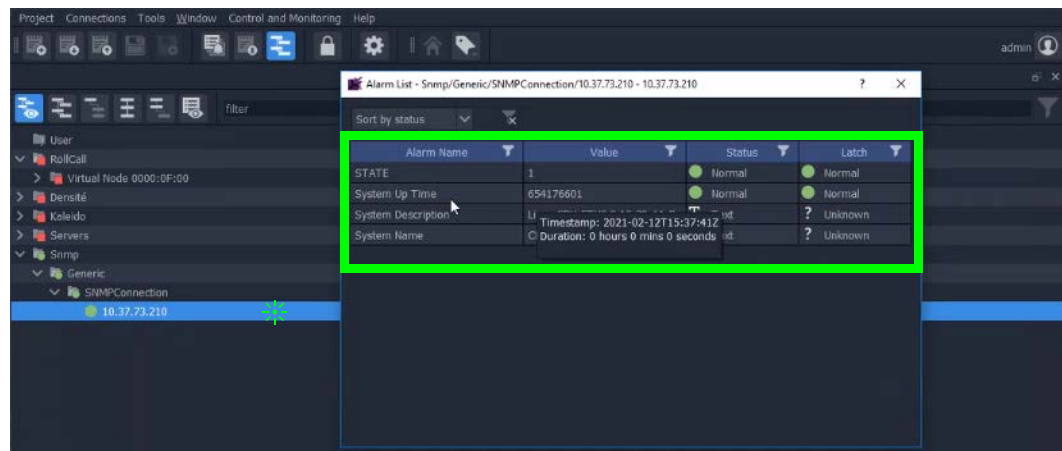 Project Connections Tools Window Control and Monitoring Help
admin
Alarm List - Snmp/Generic/SNMPConnection/10.37.73.210 - 10.37.73.210 ? X
filter
Sort by status
User
RollCall
Virtual Node 0000:0F:00
Densité
Kaleido
Servers
Snmp
Generic
SNMPConnection
10.37.73.210
Alarm Name Value Status Latch
STATE 1 Normal Normal
System Up Time 654176601 Normal Normal
System Description ? Unknown
System Name ? Unknown
Timestamp: 2021-02-12T15:37:41Z
Duration: 0 hours 0 mins 0 seconds